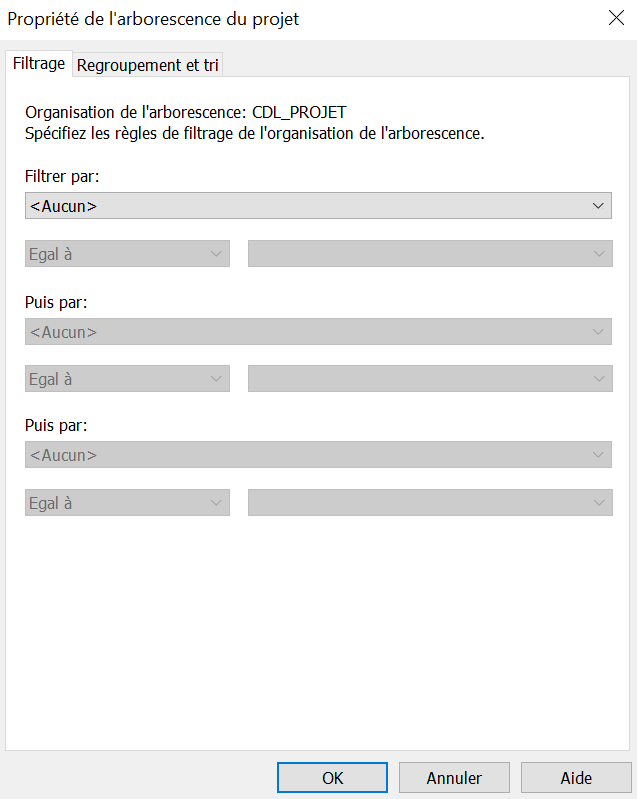 Propriété de l'arborescence du projet
Filtrage Regroupement et tri
Organisation de l'arborescence: CDL_PROJET
Spécifiez les règles de filtrage de l'organisation de l'arborescence.
Filtrer par:
<Aucun>
Egal à
Puis par:
<Aucun>
Egal à
Puis par:
<Aucun>
Egal à
OK Annuler Aide